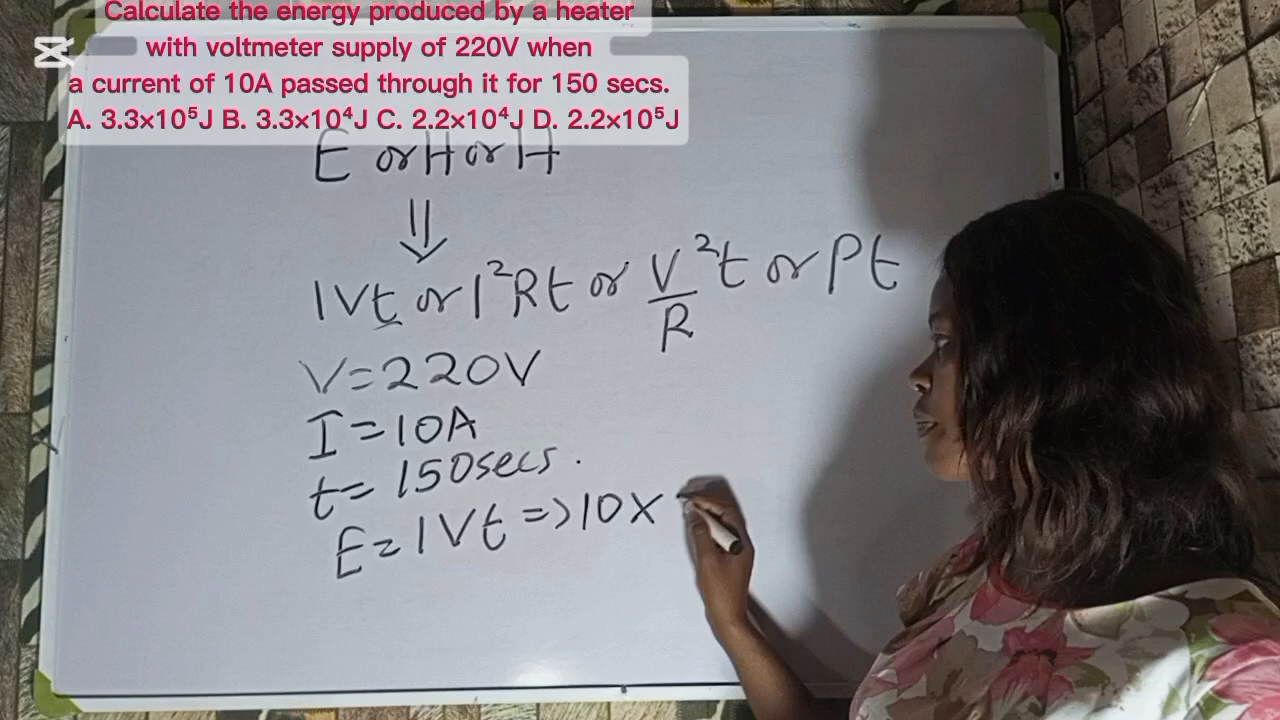 Calculate the energy produced by a heater
with voltmeter supply of 220V when
a current of 10A passed through it for 150 secs.
A. 3.3×10⁵J B. 3.3×10⁴J C. 2.2×10⁴J D. 2.2×10⁵J
E or H or H
⇓
IVt or I²Rt or V²t/R or Pt
V=220V
I=10A
t=150secs.
E=IVt=>10x